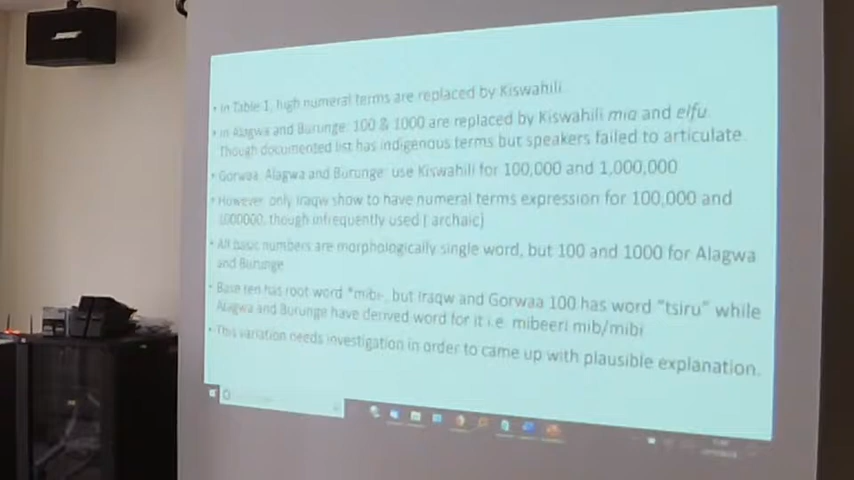 • In Table 1, high numeral terms are replaced by Kiswahili
• In Alagwa and Burunge: 100 & 1000 are replaced by Kiswahili mia and elfu.
Though documented list has indigenous terms but speakers failed to articulate.
• Gorwaa, Alagwa and Burunge: use Kiswahili for 100,000 and 1,000,000
• However only Iraqw show to have numeral terms expression for 100,000 and
1000000, though infrequently used ( archaic)
• All basic numbers are morphologically single word, but 100 and 1000 for Alagwa
and Burunge
• Base ten has root word *mibi-, but Iraqw and Gorwaa 100 has word "tsiru" while
Alagwa and Burunge have derived word for it i.e. mibeeri mib/mibi
• This variation needs investigation in order to came up with plausible explanation.